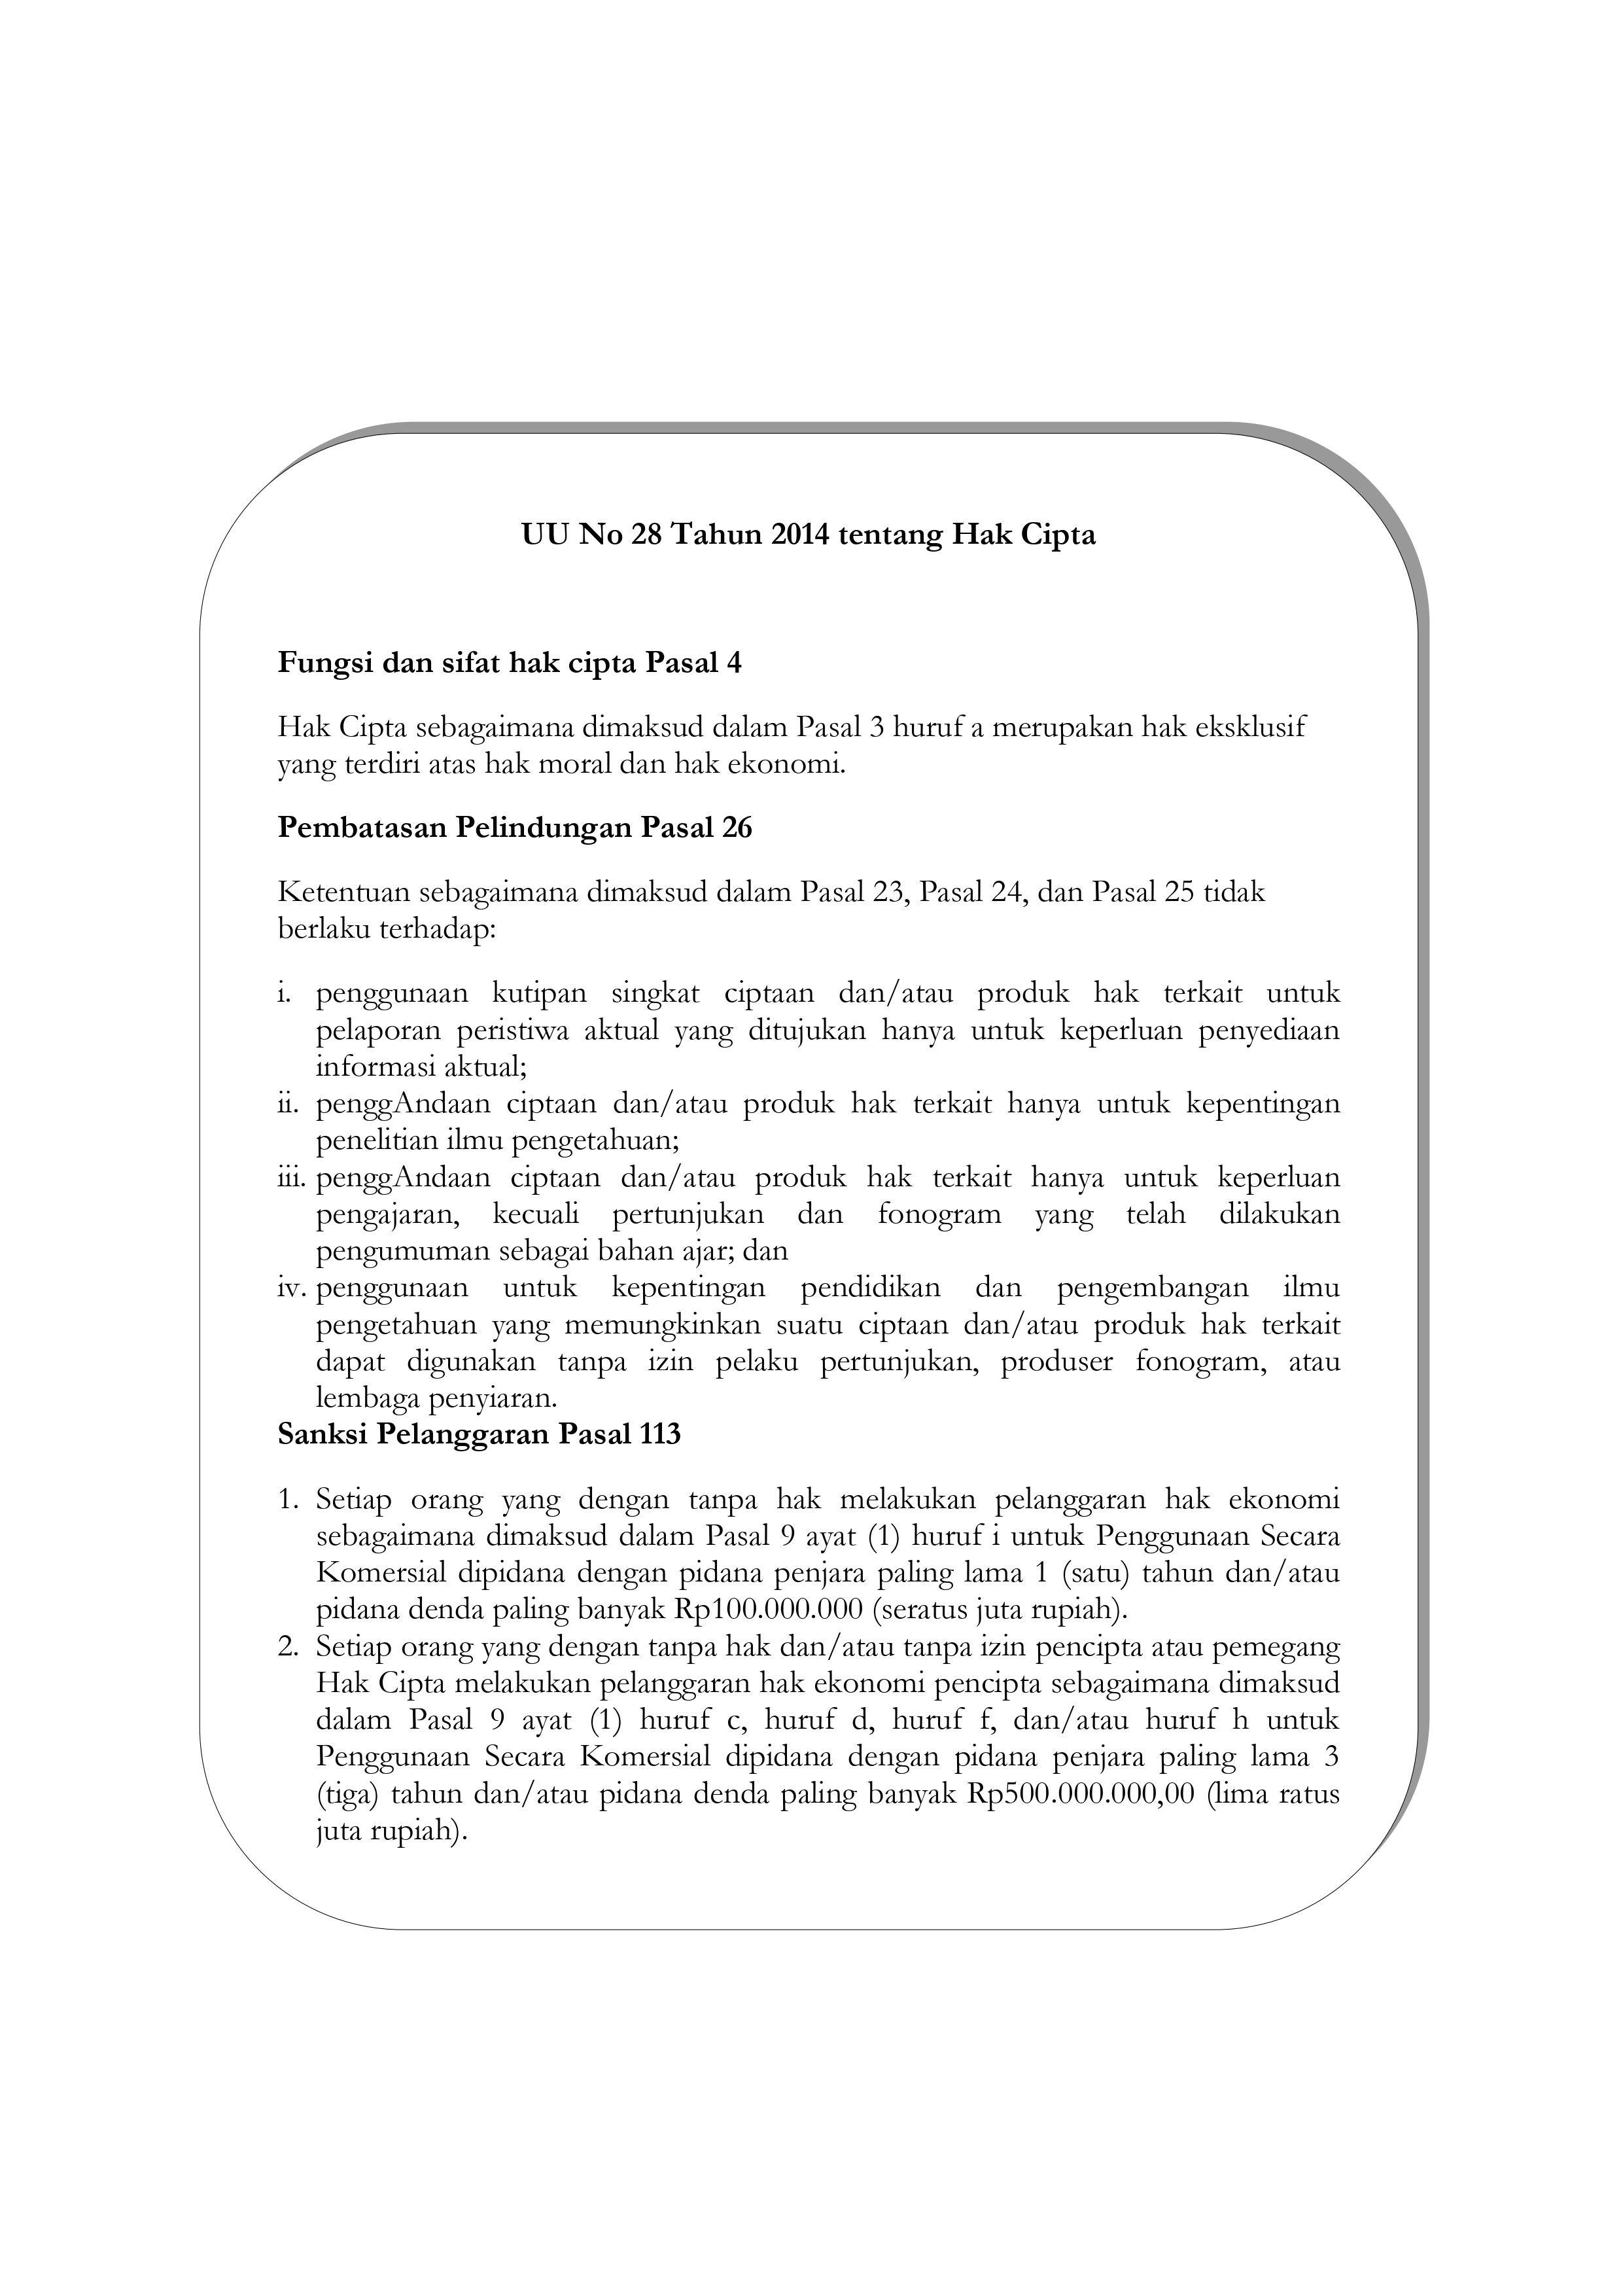 UU No 28 Tahun 2014 tentang Hak Cipta
Fungsi dan sifat hak cipta Pasal 4
Hak Cipta sebagaimana dimaksud dalam Pasal 3 huruf a merupakan hak eksklusif
yang terdiri atas hak moral dan hak ekonomi.
Pembatasan Pelindungan Pasal 26
Ketentuan sebagaimana dimaksud dalam Pasal 23, Pasal 24, dan Pasal 25 tidak
berlaku terhadap:
i. penggunaan kutipan singkat ciptaan dan/atau produk hak terkait untuk
pelaporan peristiwa aktual yang ditujukan hanya untuk keperluan penyediaan
informasi aktual;
ii. penggAndaan ciptaan dan/atau produk hak terkait hanya untuk kepentingan
penelitian ilmu pengetahuan;
iii. penggAndaan ciptaan dan/atau produk hak terkait hanya untuk keperluan
pengajaran, kecuali pertunjukan dan fonogram yang telah dilakukan
pengumuman sebagai bahan ajar; dan
iv. penggunaan untuk kepentingan pendidikan dan pengembangan ilmu
pengetahuan yang memungkinkan suatu ciptaan dan/atau produk hak terkait
dapat digunakan tanpa izin pelaku pertunjukan, produser fonogram, atau
lembaga penyiaran.
Sanksi Pelanggaran Pasal 113
1. Setiap orang yang dengan tanpa hak melakukan pelanggaran hak ekonomi
sebagaimana dimaksud dalam Pasal 9 ayat (1) huruf i untuk Penggunaan Secara
Komersial dipidana dengan pidana penjara paling lama 1 (satu) tahun dan/atau
pidana denda paling banyak Rp100.000.000 (seratus juta rupiah).
2. Setiap orang yang dengan tanpa hak dan/atau tanpa izin pencipta atau pemegang
Hak Cipta melakukan pelanggaran hak ekonomi pencipta sebagaimana dimaksud
dalam Pasal 9 ayat (1) huruf c, huruf d, huruf f, dan/atau huruf h untuk
Penggunaan Secara Komersial dipidana dengan pidana penjara paling lama 3
(tiga) tahun dan/atau pidana denda paling banyak Rp500.000.000,00 (lima ratus
juta rupiah).